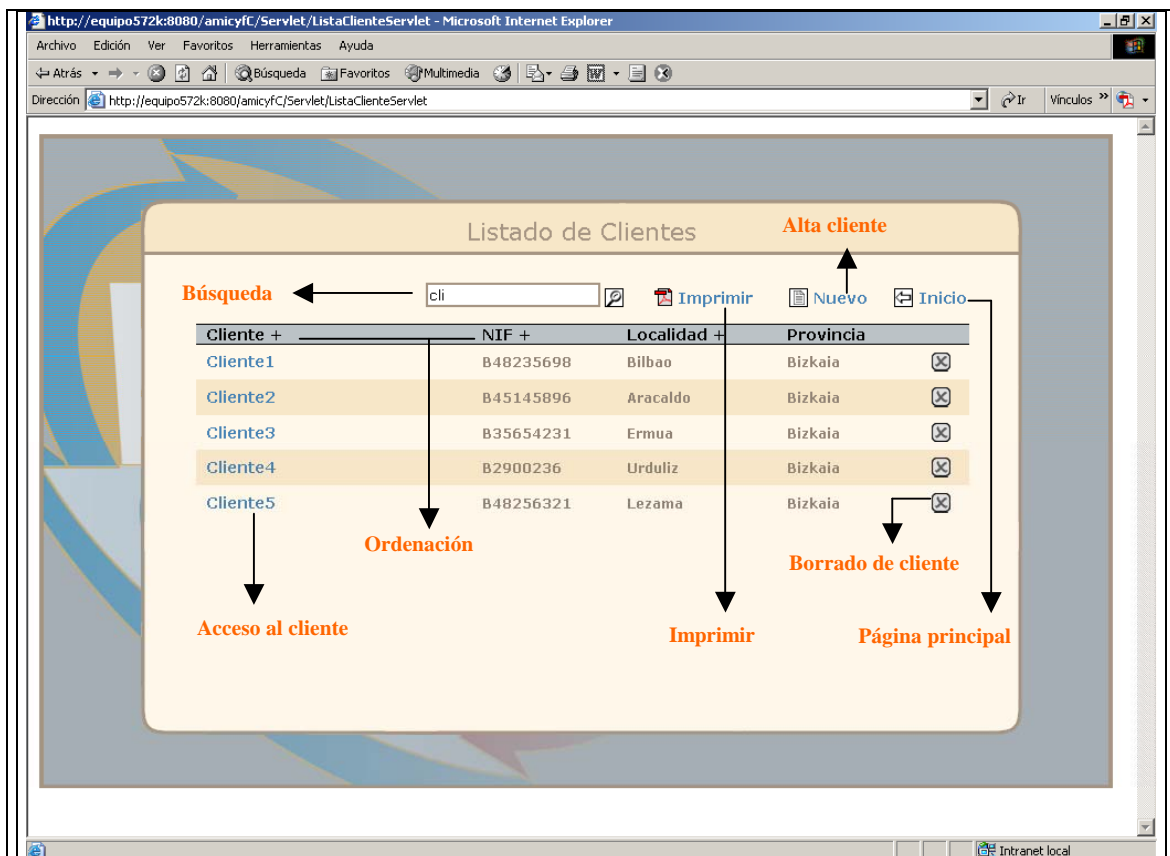 http://equipo572k:8080/amicyfC/Servlet/ListaClienteServlet - Microsoft Internet Explorer
Archivo Edición Ver Favoritos Herramientas Ayuda
Atrás Búsqueda Favoritos Multimedia
Dirección http://equipo572k:8080/amicyfC/Servlet/ListaClienteServlet Ir Vínculos »
Listado de Clientes
Alta cliente
Búsqueda cli Imprimir Nuevo Inicio
Cliente + NIF + Localidad + Provincia
Cliente1 B48235698 Bilbao Bizkaia
Cliente2 B45145896 Aracaldo Bizkaia
Cliente3 B35654231 Ermua Bizkaia
Cliente4 B2900236 Urduliz Bizkaia
Cliente5 B48256321 Lezama Bizkaia
Ordenación
Borrado de cliente
Acceso al cliente
Imprimir
Página principal
Intranet local